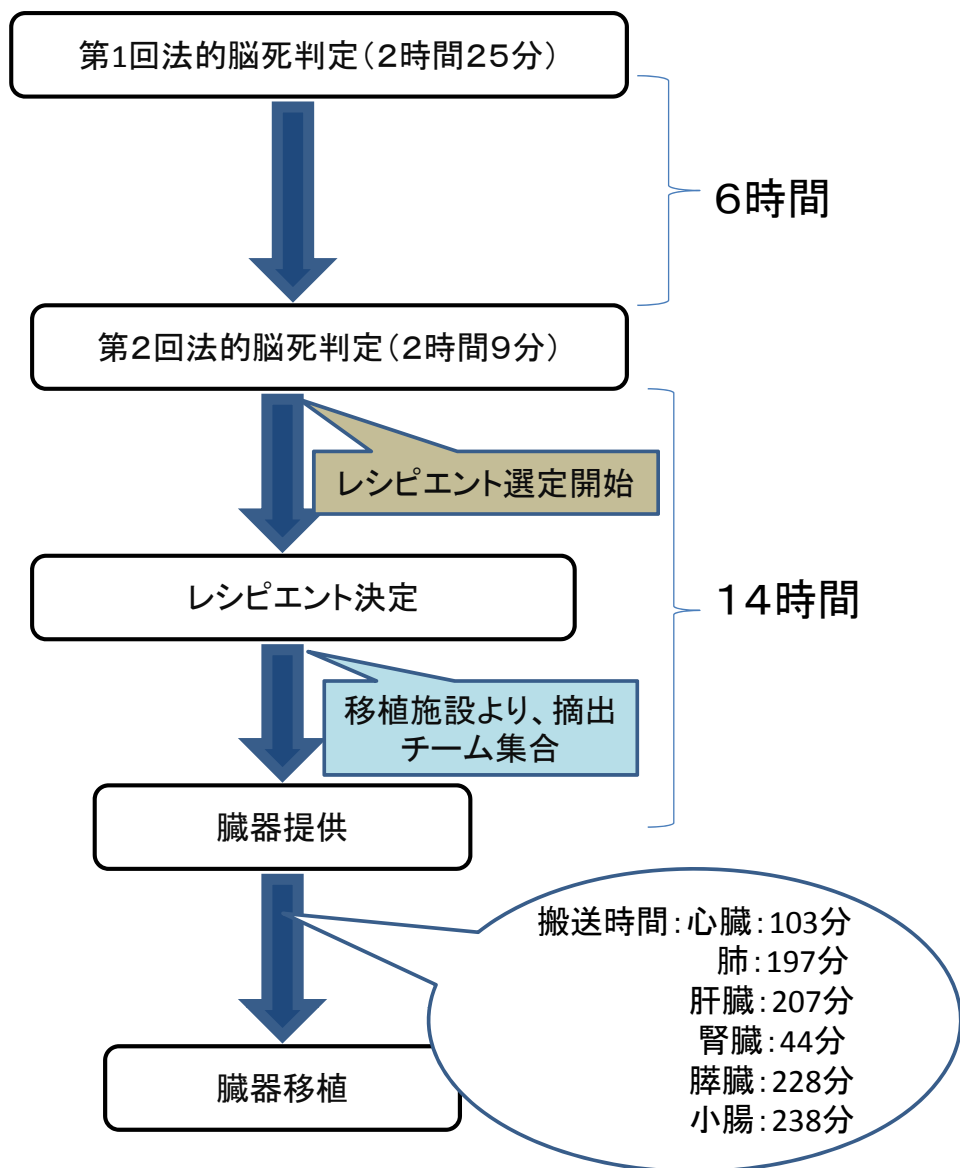 第1回法的脳死判定（２時間２５分）
６時間
第２回法的脳死判定（２時間９分）
レシピエント選定開始
レシピエント決定
１４時間
移植施設より、摘出
チーム集合
臓器提供
搬送時間：心臓：103分
肺：197分
肝臓：207分
腎臓：44分
膵臓：228分
小腸：238分
臓器移植